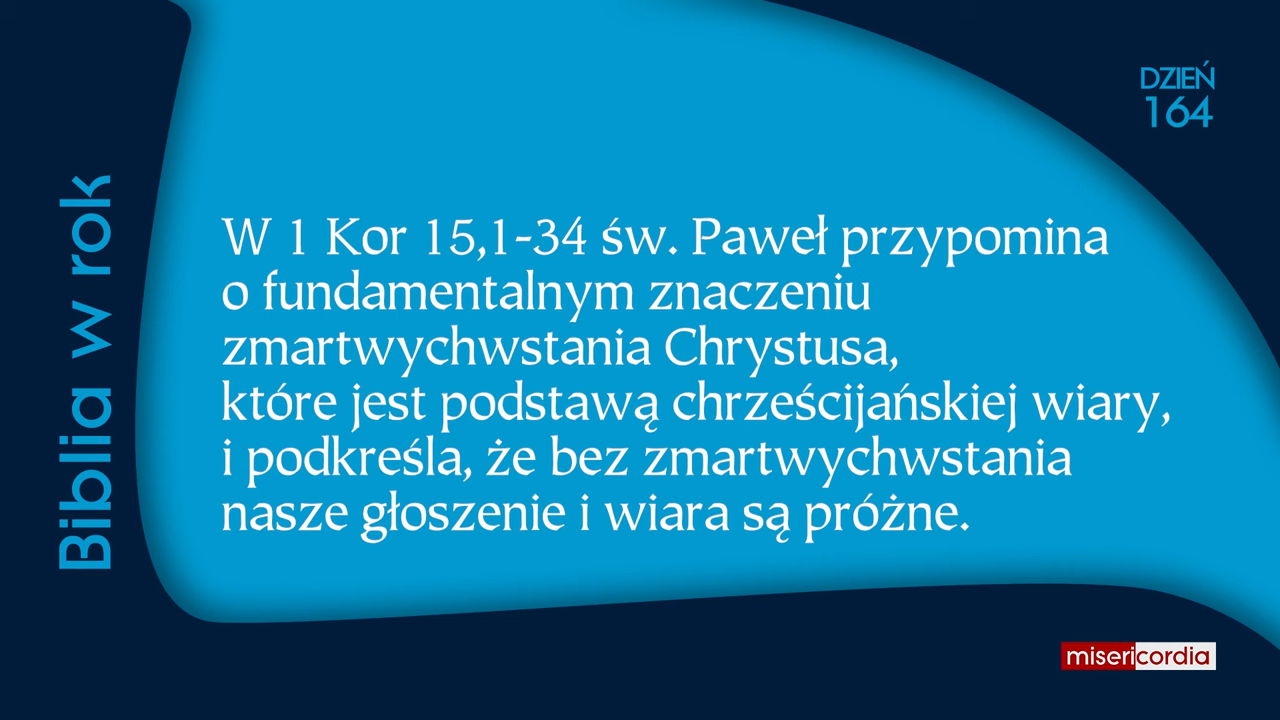 Biblia w rok
DZIEŃ
164
W 1 Kor 15,1-34 św. Paweł przypomina
o fundamentalnym znaczeniu
zmartwychwstania Chrystusa,
które jest podstawą chrześcijańskiej wiary,
i podkreśla, że bez zmartwychwstania
nasze głoszenie i wiara są próżne.
misericordia